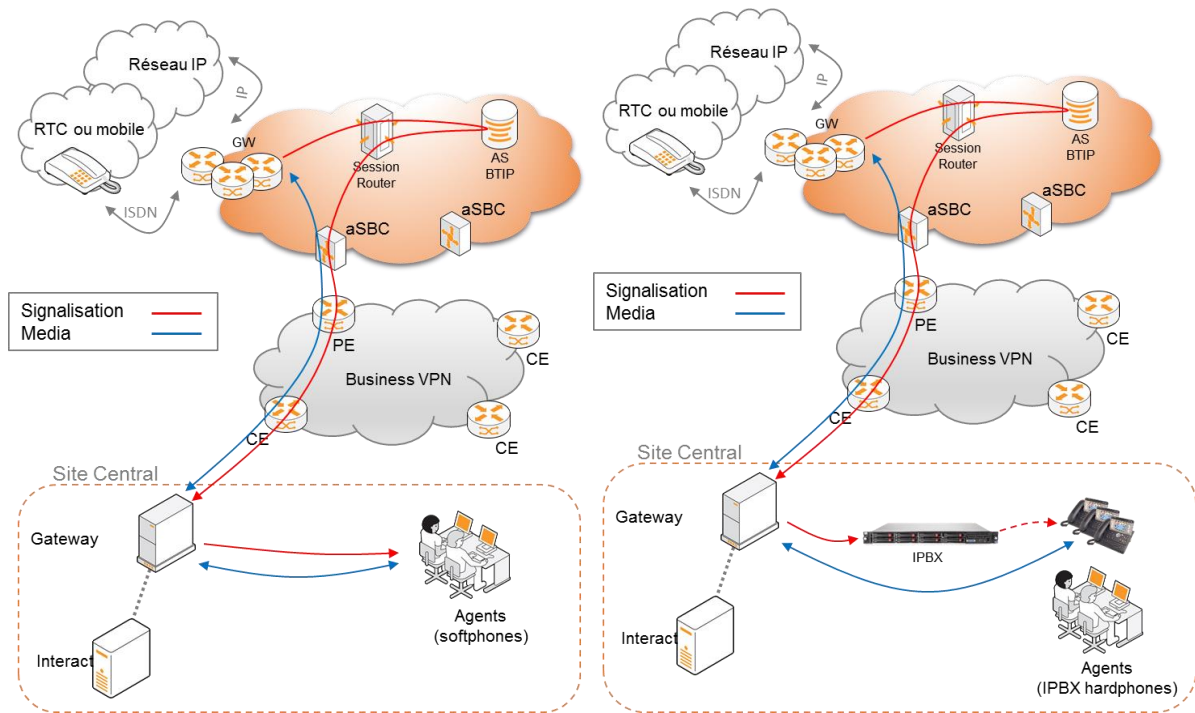 Réseau IP
IP
RTC ou mobile
GW
ISDN
Session
Router
AS
BTIP
aSBC
aSBC
Signalisation
Media
PE
CE
Business VPN
CE
CE
Site Central
Gateway
Interact
Agents
(softphones)
Réseau IP
IP
RTC ou mobile
GW
ISDN
Session
Router
AS
BTIP
aSBC
aSBC
Signalisation
Media
PE
CE
Business VPN
CE
CE
Site Central
Gateway
IPBX
Interact
Agents
(IPBX hardphones)